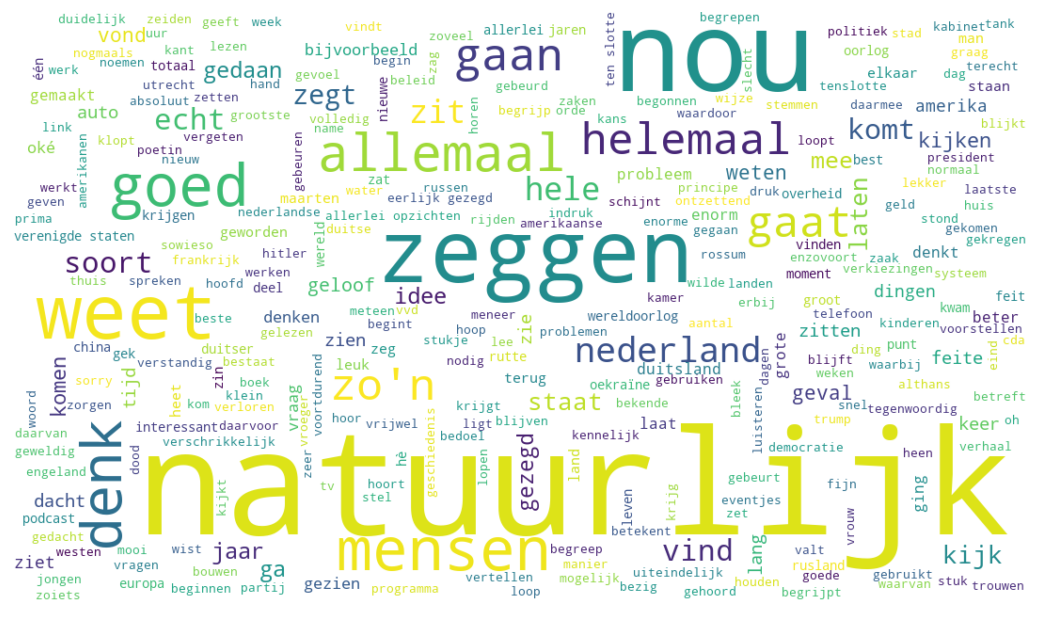 duidelijk zeiden geeft week vindt allerlei jaren begrepen kabinet tank
vond uur kant lezen zoveel zag ten slotte politiek stad man
nogmaals noemen bijvoorbeeld gaan nou slecht oorlog graag
één werk totaal gedaan gevoel begin beleid elkaar dag terecht
utrecht zetten hand zegt nieuwe gebeurd zaken begonnen wijze tenslotte staan
gemaakt absoluut grootste volledig zit horen orde kans waardoor stemmen daarmee amerika
auto echt name begrijp blijkt
link klopt vergeten allemaal helemaal loopt komt kijken president
oké poetin gebeuren mee best normaal
amerikanen nieuw zat russen hele probleem weten lekker
werkt goed maarten water eerlijk gezegd principe druk overheid laatste
geven ontzettend geld huis
prima krijgen nederlandse allerlei opzichten indruk schijnt enorm gaat laten stond gekomen
verenigde staten geworden wereld duitse rijden amerikaanse enorme gegaan gekregen
sowieso hitler zeggen rossum vinden enzovoort zaak denkt
soort frankrijk werken moment verkiezingen systeem
thuis spreken hoofd deel geloof idee kamer wilde landen dingen
weet beste meteen vvd meneer erbij groot kwam feit
denken begint hoop wereldoorlog aantal telefoon beter
gelezen zien stukje lee zie problemen zitten kinderen voorstellen
china gek duitser zeg rutte nederland dagen grote ding punt eind cda
verstandig bestaat leuk nodig duitsland blijft waarbij feite
komen tijd zin terug oekraïne gebruiken weken
sorry heet boek zo'n geval althans
woord zorgen kom klein vraag vroeger voortdurend krijgt staat bekende bleek luisteren snel tegenwoordig betreft
verloren trump
daarvan interessant daarvoor hoor vrijwel ligt blijven laat keer oh
geweldig verschrikkelijk bedoel kennelijk democratie verhaal
engeland denk dood natuurlijk zeer hè geschiedenis gezegd land heen
hoort lopen gebeurt
dacht kijkt tv stel leven krijg eventjes fijn ging
podcast zet
gedacht mensen betekent vrouw
westen mooi wist jaar begreep vind lang valt kijk
ziet vragen manier rusland
jongen europa bouwen ga gezien vertellen mogelijk uiteindelijk goede gebruikt stuk
zoiets beginnen partij programma loop bezig gehoord houden begrijpt waarvan trouwen